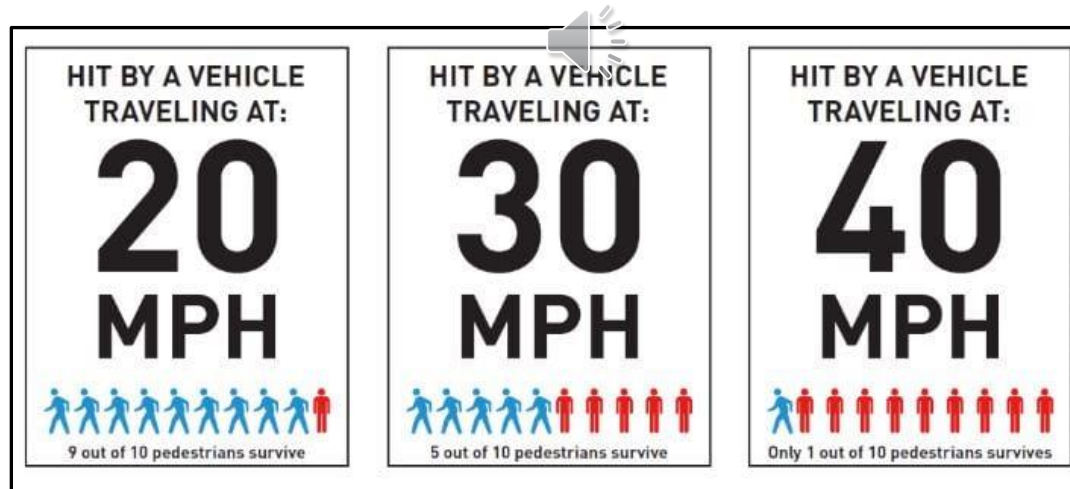 HIT BY A VEHICLE
TRAVELING AT:
20
MPH
9 out of 10 pedestrians survive
HIT BY A VEHICLE
TRAVELING AT:
30
MPH
5 out of 10 pedestrians survive
HIT BY A VEHICLE
TRAVELING AT:
40
MPH
Only 1 out of 10 pedestrians survives